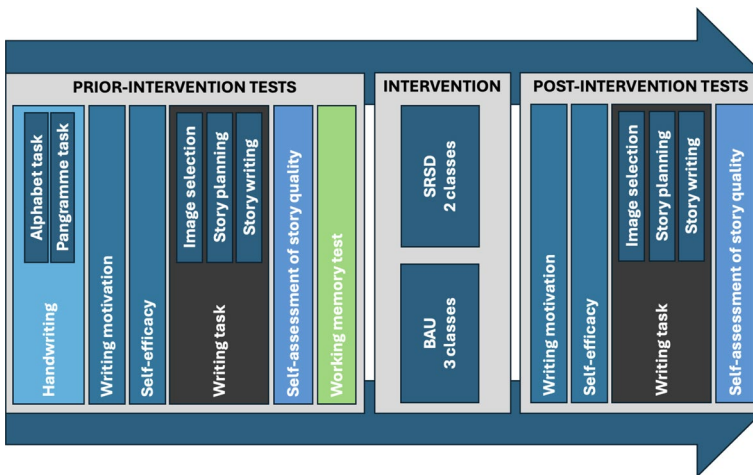 PRIOR-INTERVENTION TESTS
Handwriting
Alphabet task
Pangramme task
Writing motivation
Self-efficacy
Writing task
Image selection
Story planning
Story writing
Self-assessment of story quality
Working memory test
INTERVENTION
SRSD
2 classes
BAU
3 classes
POST-INTERVENTION TESTS
Writing motivation
Self-efficacy
Writing task
Image selection
Story planning
Story writing
Self-assessment of story quality